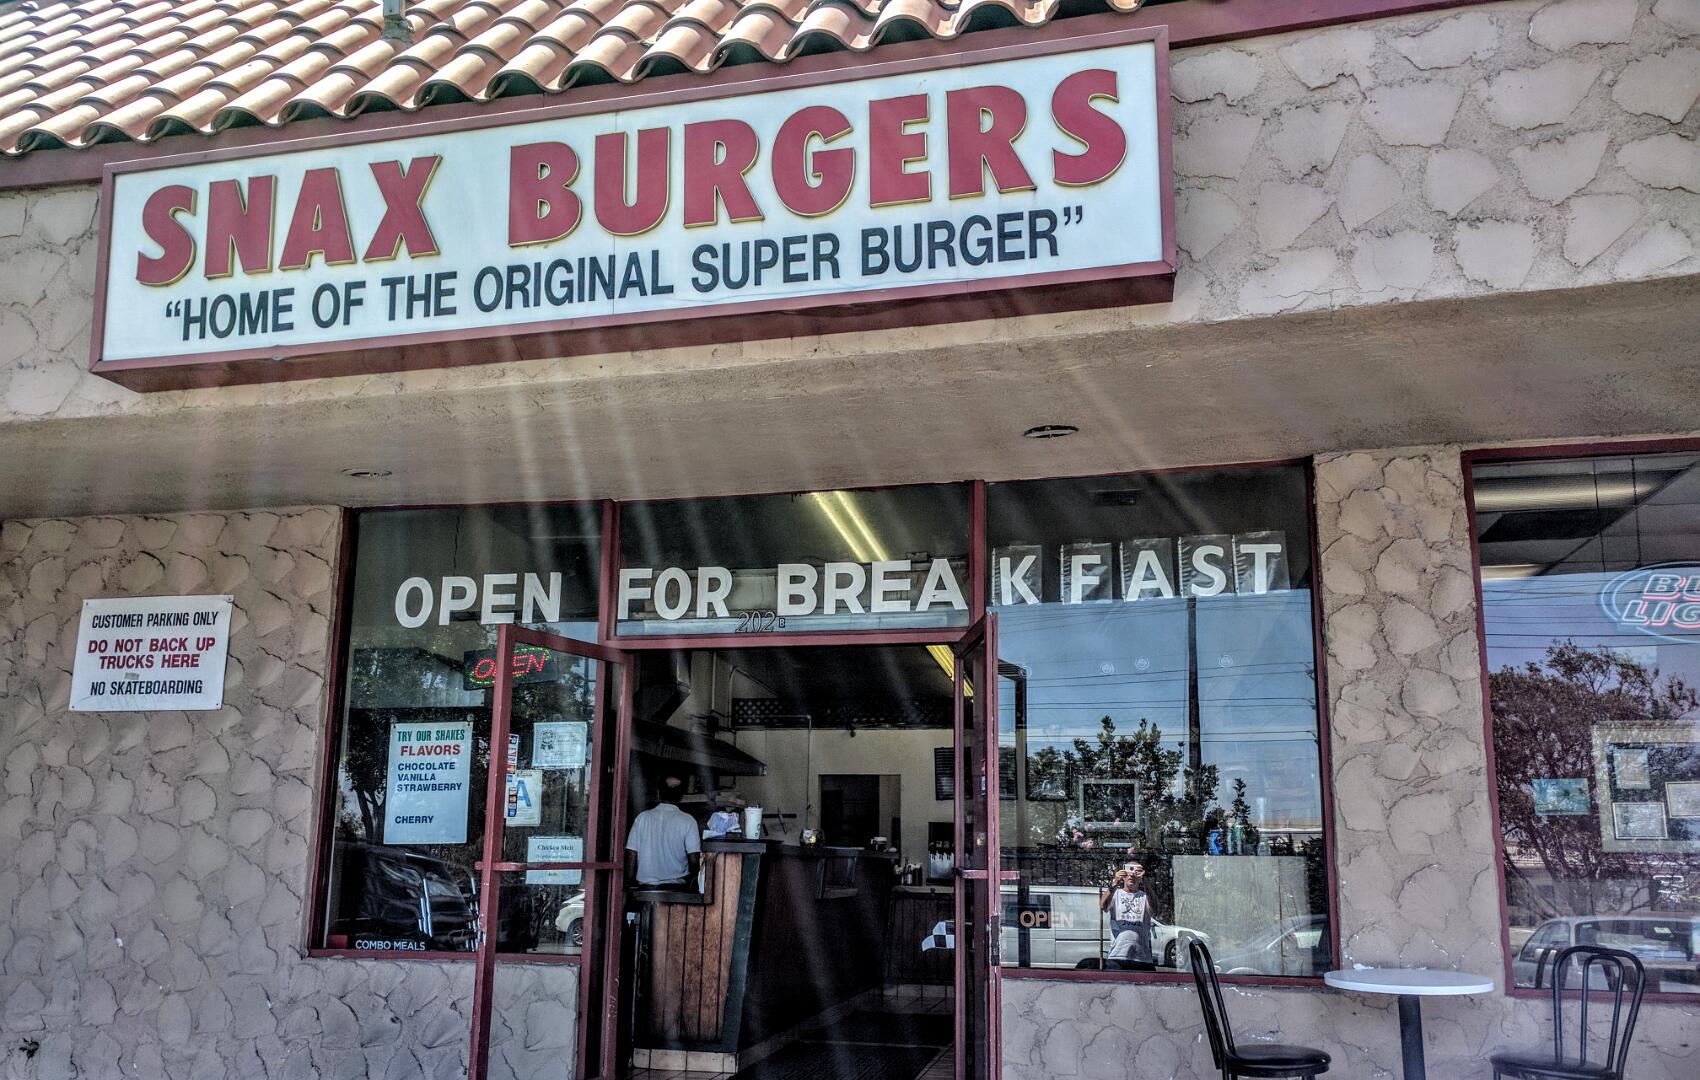 SNAX BURGERS
“HOME OF THE ORIGINAL SUPER BURGER”
OPEN FOR BREAKFAST
202B
CUSTOMER PARKING ONLY
DO NOT BACK UP
TRUCKS HERE
NO SKATEBOARDING
OPEN
TRY OUR SHAKES
FLAVORS
CHOCOLATE
VANILLA
STRAWBERRY
CHERRY
A
Chicken Melt
COMBO MEALS
OPEN